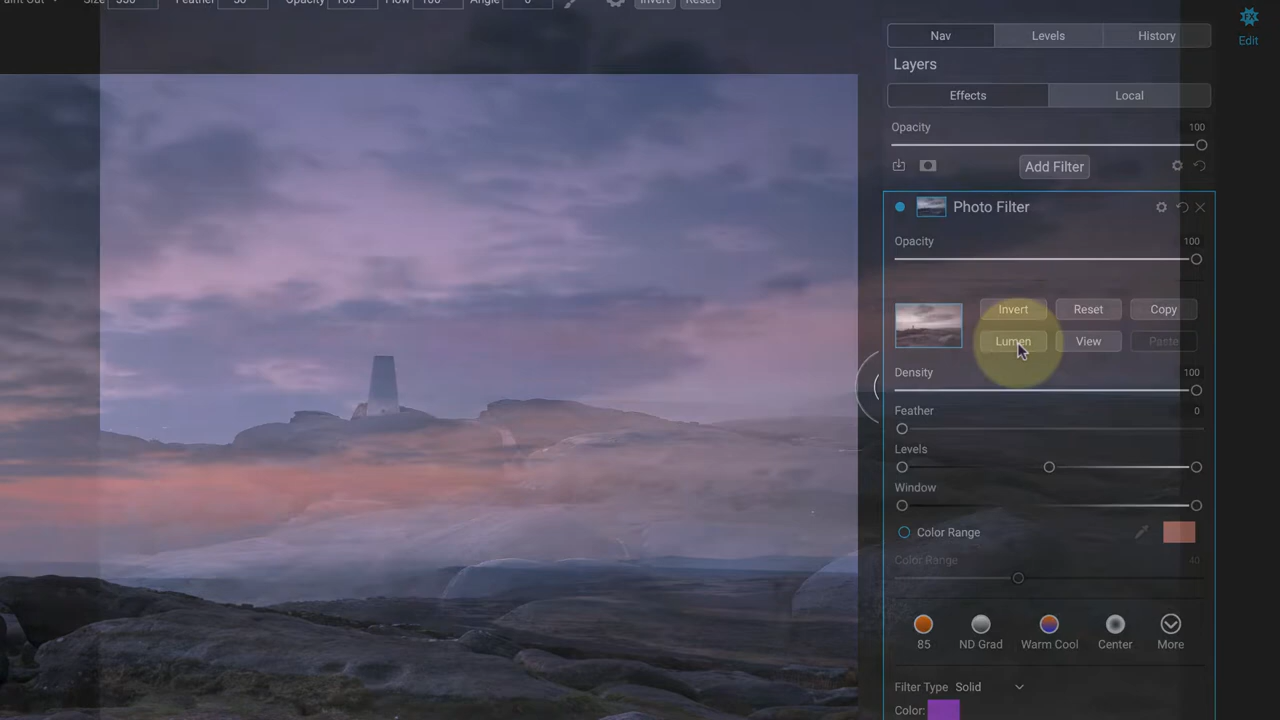 Size
Feather
Opacity
Flow
Angle
Invert
Reset
Edit
Nav Levels History
Layers
Effects Local
Opacity 100
Add Filter
Photo Filter
Opacity 100
Invert Reset Copy
Lumen View Paste
Density 100
Feather 0
Levels
Window
Color Range
Color Range 40
85 ND Grad Warm Cool Center More
Filter Type Solid
Color: